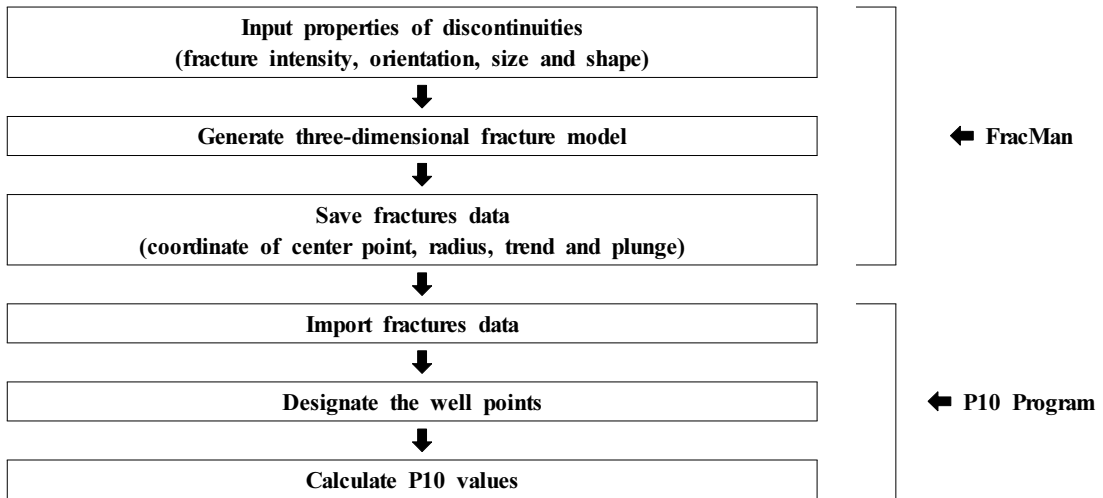 Input properties of discontinuities
(fracture intensity, orientation, size and shape)
Generate three-dimensional fracture model
FracMan
Save fractures data
(coordinate of center point, radius, trend and plunge)
Import fractures data
Designate the well points
P10 Program
Calculate P10 values